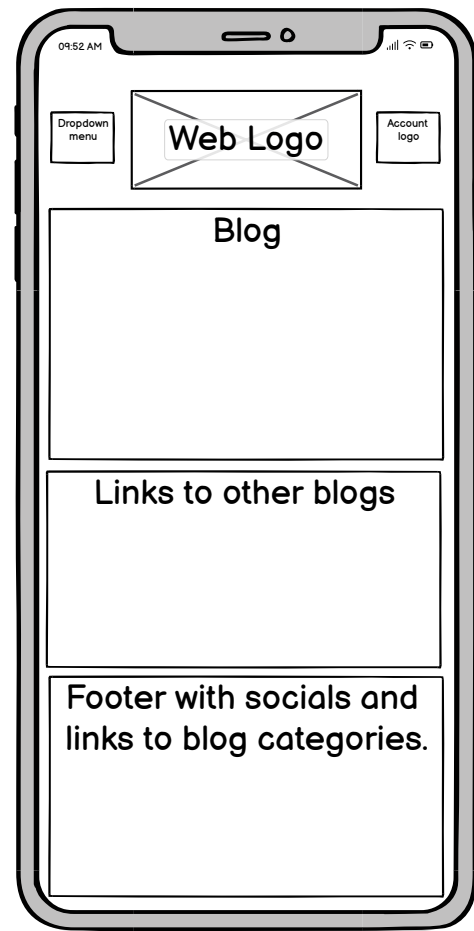 09:52 AM
Dropdown
menu
Web Logo
Account
logo
Blog
Links to other blogs
Footer with socials and
links to blog categories.